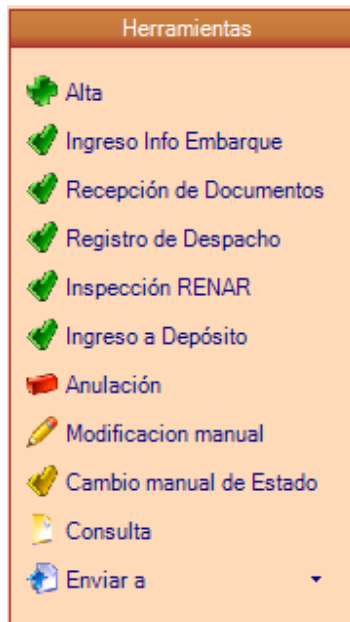 Herramientas
Alta
Ingreso Info Embarque
Recepción de Documentos
Registro de Despacho
Inspección RENAR
Ingreso a Depósito
Anulación
Modificacion manual
Cambio manual de Estado
Consulta
Enviar a